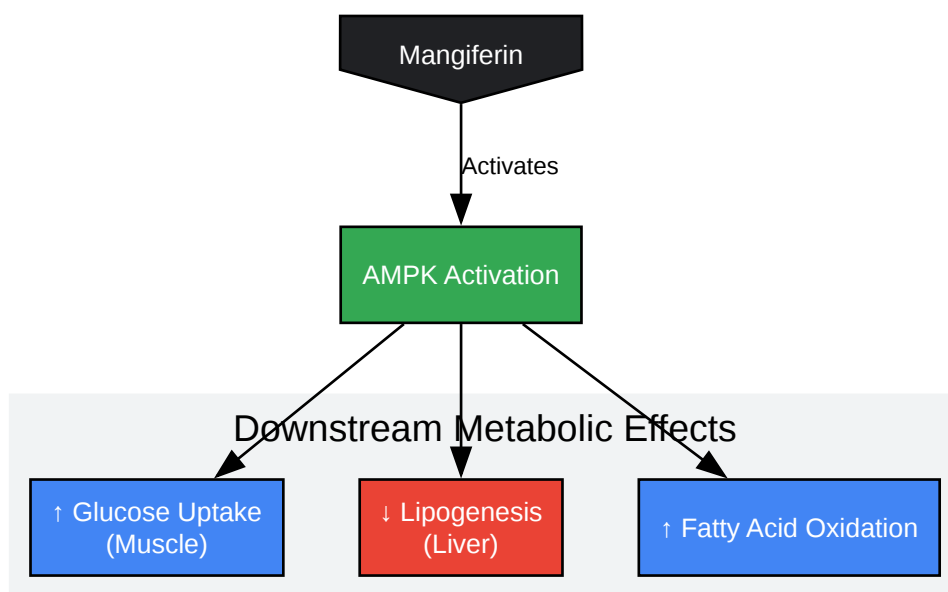 Mangiferin
Activates
AMPK Activation
Downstream Metabolic Effects
↑ Glucose Uptake
(Muscle)
↓ Lipogenesis
(Liver)
↑ Fatty Acid Oxidation